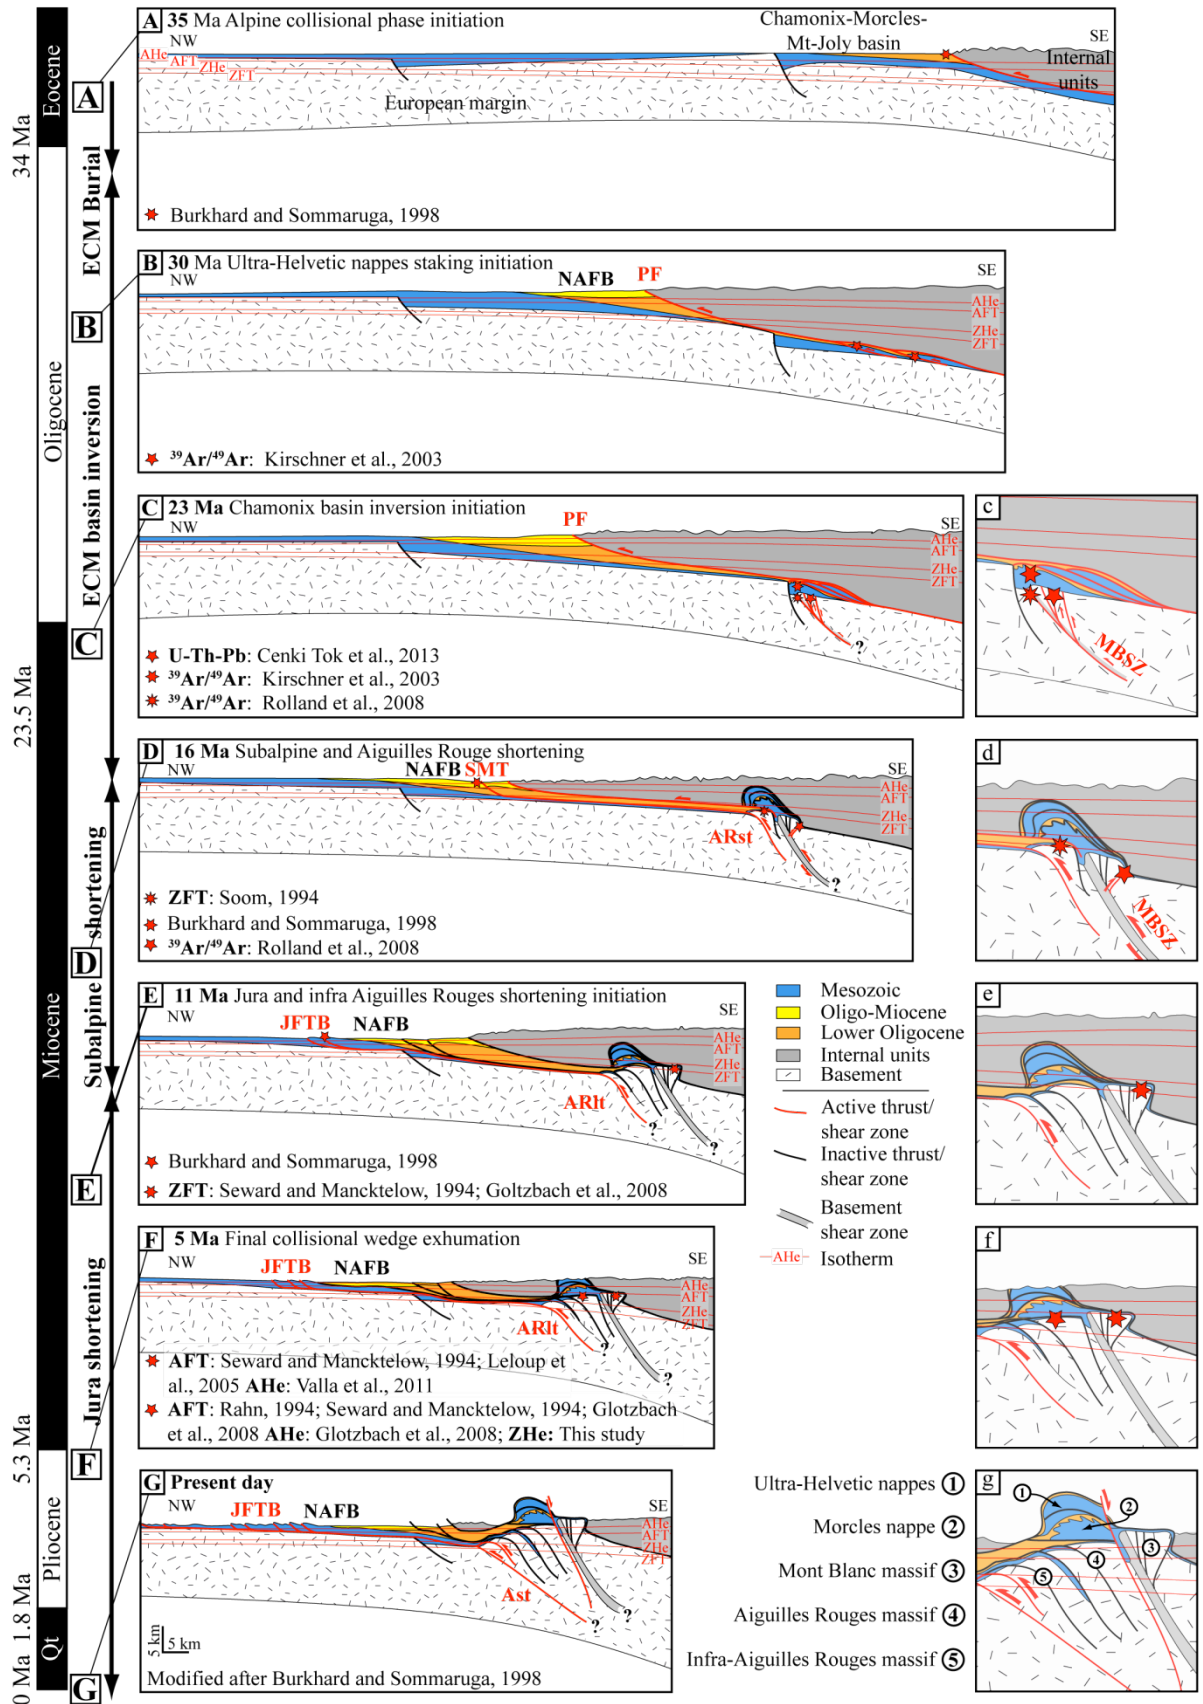 A 35 Ma Alpine collisional phase initiation
NW
Chamonix-Morcles-
Mt-Joly basin
SE
AHe
AFT
ZHe
ZFT
Internal
units
European margin
Burkhard and Sommaruga, 1998
B 30 Ma Ultra-Helvetic nappes staking initiation
NW
NAFB PF
SE
AHe
AFT
ZHe
ZFT
³⁹Ar/⁴⁹Ar: Kirschner et al., 2003
C 23 Ma Chamonix basin inversion initiation
NW
PF
SE
AHe
AFT
ZHe
ZFT
?
U-Th-Pb: Cenki Tok et al., 2013
³⁹Ar/⁴⁹Ar: Kirschner et al., 2003
³⁹Ar/⁴⁹Ar: Rolland et al., 2008
c
MBSZ
D 16 Ma Subalpine and Aiguilles Rouge shortening
NW
NAFB SMT
SE
AHe
AFT
ZHe
ZFT
ARst
?
ZFT: Soom, 1994
Burkhard and Sommaruga, 1998
³⁹Ar/⁴⁹Ar: Rolland et al., 2008
d
MBSZ
E 11 Ma Jura and infra Aiguilles Rouges shortening initiation
NW
JFTB NAFB
SE
AHe
AFT
ZHe
ZFT
ARlt
?
?
Burkhard and Sommaruga, 1998
ZFT: Seward and Mancktelow, 1994; Goltzbach et al., 2008
Mesozoic
Oligo-Miocene
Lower Oligocene
Internal units
Basement
Active thrust/
shear zone
Inactive thrust/
shear zone
Basement
shear zone
AHe Isotherm
e
F 5 Ma Final collisional wedge exhumation
NW
JFTB NAFB
SE
AHe
AFT
ZHe
ZFT
ARlt
?
?
AFT: Seward and Mancktelow, 1994; Leloup et
al., 2005 AHe: Valla et al., 2011
AFT: Rahn, 1994; Seward and Mancktelow, 1994; Glotzbach
et al., 2008 AHe: Glotzbach et al., 2008; ZHe: This study
f
G Present day
NW
JFTB NAFB
SE
AHe
AFT
ZHe
ZFT
Ast
?
?
5 km
5 km
Modified after Burkhard and Sommaruga, 1998
Ultra-Helvetic nappes 1
Morcles nappe 2
Mont Blanc massif 3
Aiguilles Rouges massif 4
Infra-Aiguilles Rouges massif 5
g
1
2
3
4
5
Eocene
Oligocene
Miocene
Pliocene
Qt
34 Ma
23.5 Ma
5.3 Ma
1.8 Ma
0 Ma
ECM Burial
ECM basin inversion
Subalpine shortening
Jura shortening
A
B
C
D
E
F
G